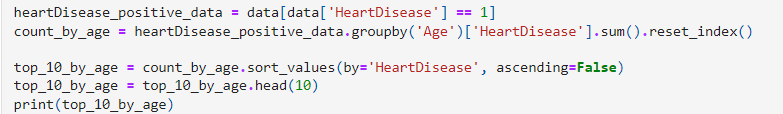 heartDisease_positive_data = data[data['HeartDisease'] == 1]
count_by_age = heartDisease_positive_data.groupby('Age')['HeartDisease'].sum().reset_index()
top_10_by_age = count_by_age.sort_values(by='HeartDisease', ascending=False)
top_10_by_age = top_10_by_age.head(10)
print(top_10_by_age)